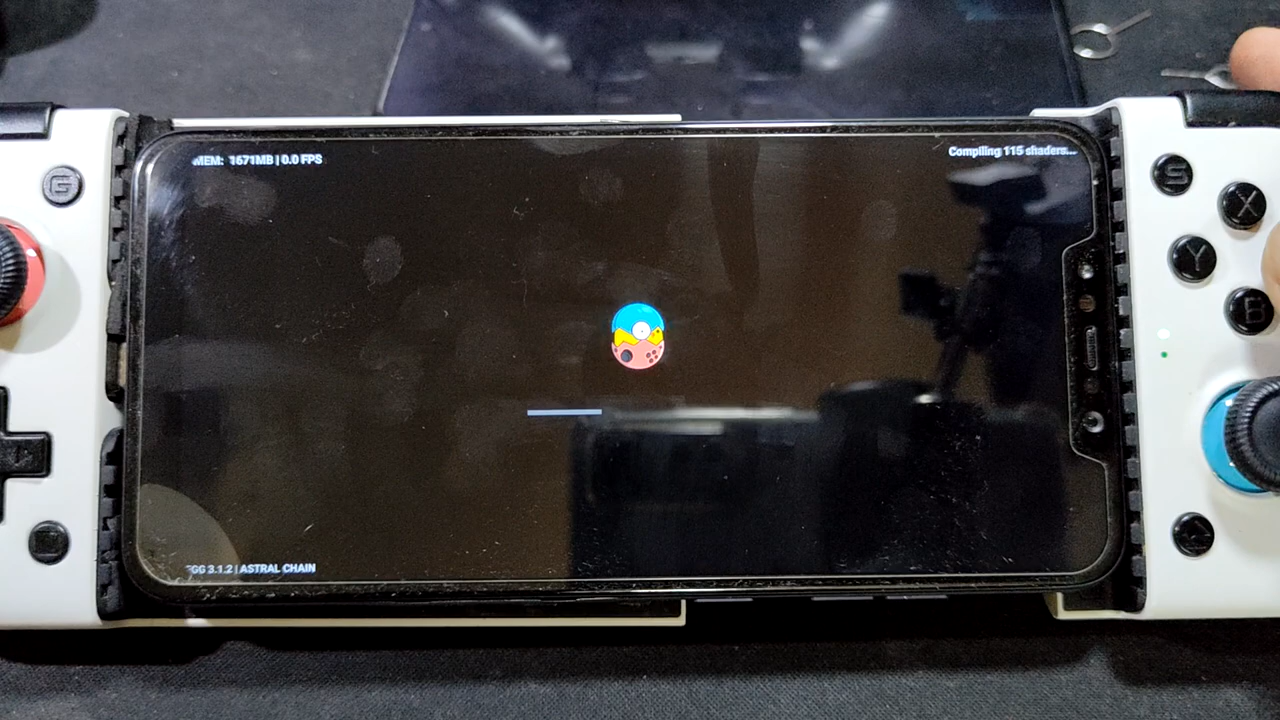 MEM: 1671MB | 0.0 FPS
Compiling 115 shaders...
G
S
X
Y
B
EGG 3.1.2 | ASTRAL CHAIN